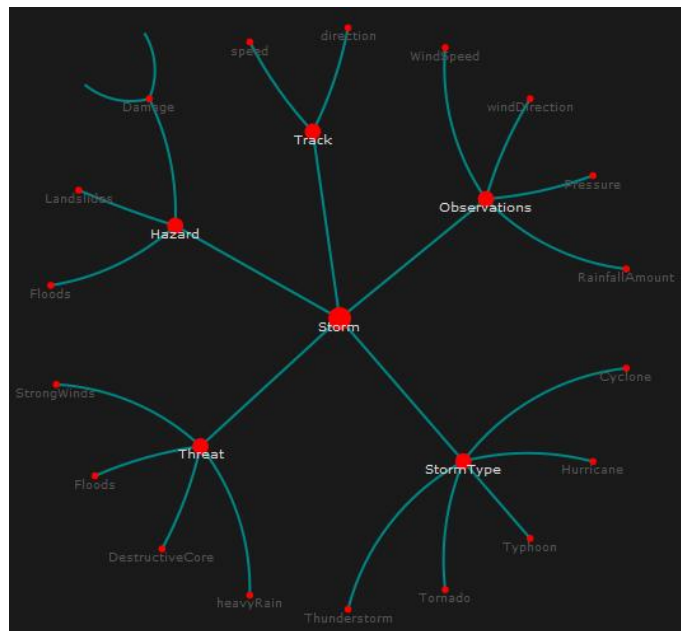 direction
speed
WindSpeed
Damage
windDirection
Track
Pressure
Landslides
Observations
Hazard
RainfallAmount
Floods
Storm
Cyclone
StrongWinds
Threat
StormType
Hurricane
Floods
Typhoon
DestructiveCore
Tornado
heavyRain
Thunderstorm